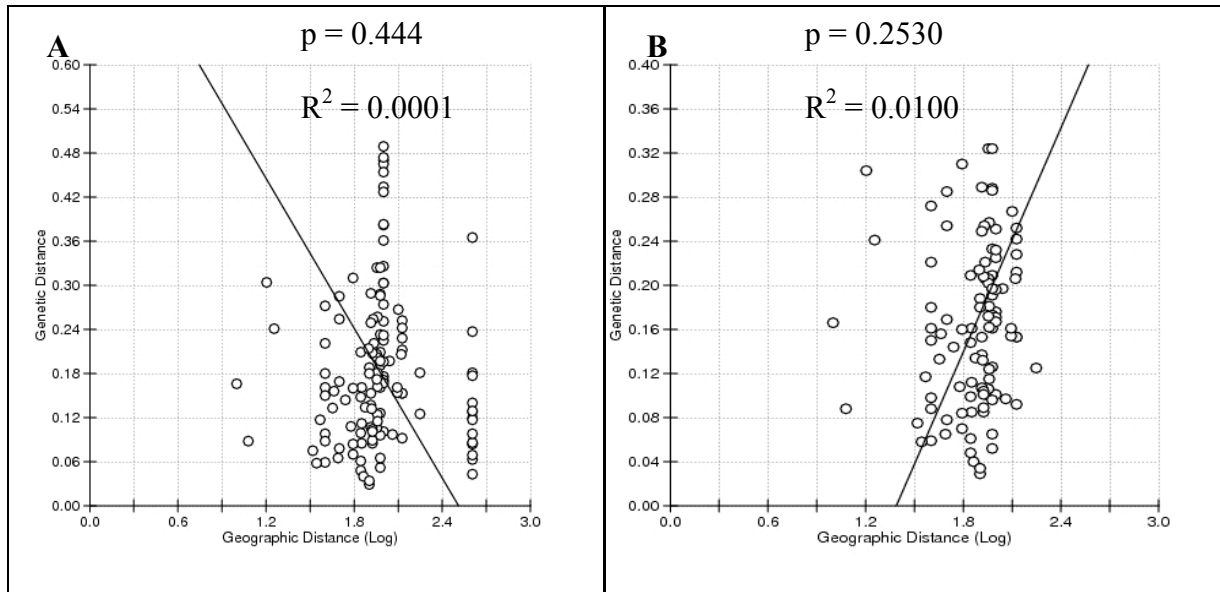 A
p = 0.444
R² = 0.0001
0.60
0.54
0.48
0.42
0.36
0.30
0.24
0.18
0.12
0.06
0.00
Genetic Distance
0.0 0.6 1.2 1.8 2.4 3.0
Geographic Distance (Log)
B
p = 0.2530
R² = 0.0100
0.40
0.36
0.32
0.28
0.24
0.20
0.16
0.12
0.08
0.04
0.00
Genetic Distance
0.0 0.6 1.2 1.8 2.4 3.0
Geographic Distance (Log)